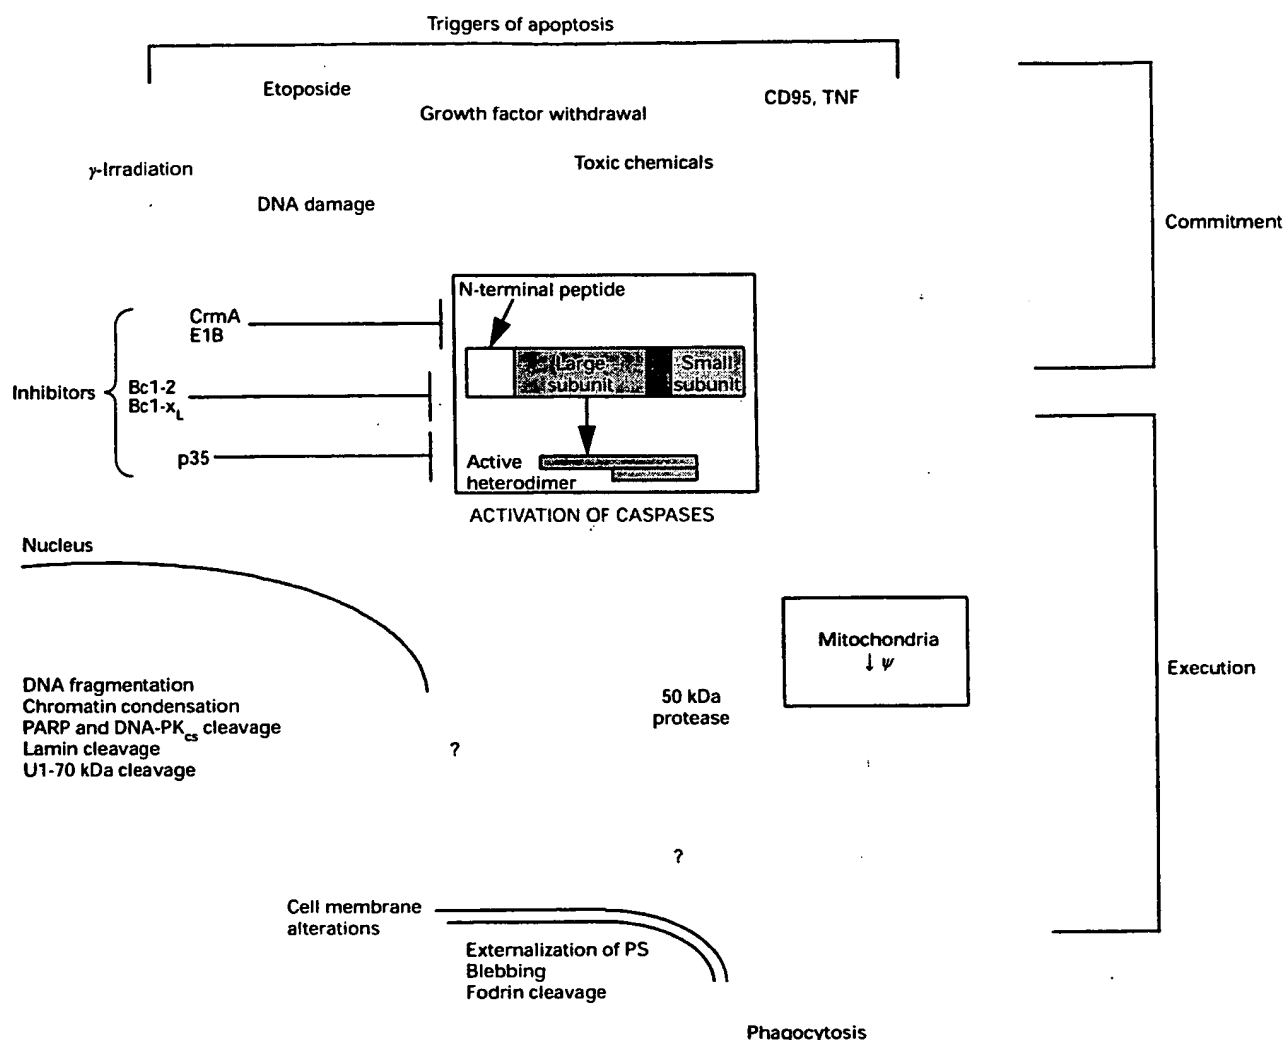 Triggers of apoptosis
Etoposide
Growth factor withdrawal
CD95, TNF
γ-Irradiation
Toxic chemicals
DNA damage
Commitment
Inhibitors
CrmA
E1B
Bc1-2
Bc1-xL
p35
N-terminal peptide
Large
subunit
Small
subunit
Active
heterodimer
ACTIVATION OF CASPASES
Nucleus
DNA fragmentation
Chromatin condensation
PARP and DNA-PKcs cleavage
Lamin cleavage
U1-70 kDa cleavage
?
50 kDa
protease
Mitochondria
↓ ψ
Execution
?
Cell membrane
alterations
Externalization of PS
Blebbing
Fodrin cleavage
Phagocytosis